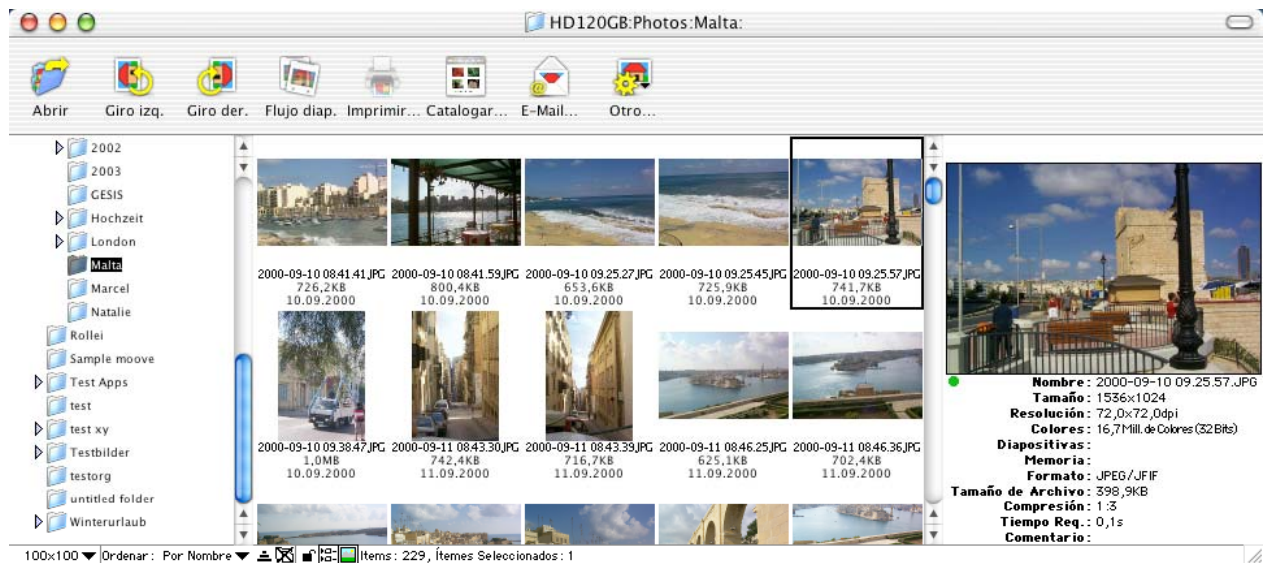 HD120GB:Photos:Malta:
Abrir
Giro izq.
Giro der.
Flujo diap.
Imprimir...
Catalogar...
E-Mail...
Otro...
2002
2003
GESIS
Hochzeit
London
Malta
Marcel
Natalie
Rollei
Sample moove
Test Apps
test
test xy
Testbilder
testorg
untitled folder
Winterurlaub
2000-09-10 08.41.41.JPG
726,2KB
10.09.2000
2000-09-10 08.41.59.JPG
800,4KB
10.09.2000
2000-09-10 09.25.27.JPG
653,6KB
10.09.2000
2000-09-10 09.25.45.JPG
725,9KB
10.09.2000
2000-09-10 09.25.57.JPG
741,7KB
10.09.2000
2000-09-10 09.38.47.JPG
1,0MB
10.09.2000
2000-09-11 08.43.30.JPG
742,4KB
11.09.2000
2000-09-11 08.43.39.JPG
716,7KB
11.09.2000
2000-09-11 08.46.25.JPG
625,1KB
11.09.2000
2000-09-11 08.46.36.JPG
702,4KB
11.09.2000
Nombre: 2000-09-10 09.25.57.JPG
Tamaño: 1536x1024
Resolución: 72,0x72,0dpi
Colores: 16,7 Mill. de Colores (32 Bits)
Diapositivas:
Memoria:
Formato: JPEG/JFIF
Tamaño de Archivo: 398,9KB
Compresión: 1:3
Tiempo Req.: 0,1s
Comentario:
100x100 Ordenar: Por Nombre Items: 229, Ítemes Seleccionados: 1